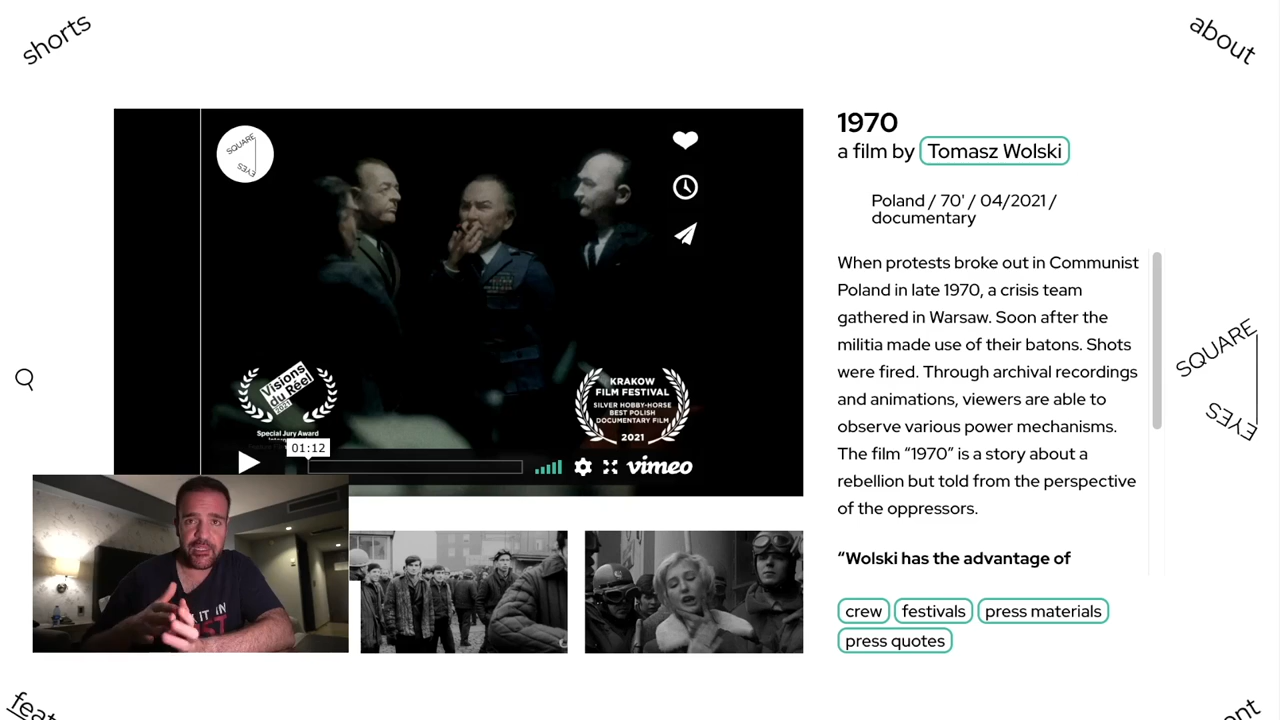 shorts
about
SQUARE
EYES
1970
a film by Tomasz Wolski
Poland / 70' / 04/2021 /
documentary
When protests broke out in Communist
Poland in late 1970, a crisis team
gathered in Warsaw. Soon after the
militia made use of their batons. Shots
were fired. Through archival recordings
and animations, viewers are able to
observe various power mechanisms.
The film “1970” is a story about a
rebellion but told from the perspective
of the oppressors.
“Wolski has the advantage of
crew festivals press materials
press quotes
SQUARE
EYES
Visions
du Réel
2021
Special Jury Award
KRAKOW
FILM FESTIVAL
SILVER HOBBY-HORSE
BEST POLISH
DOCUMENTARY FILM
2021
01:12
vimeo